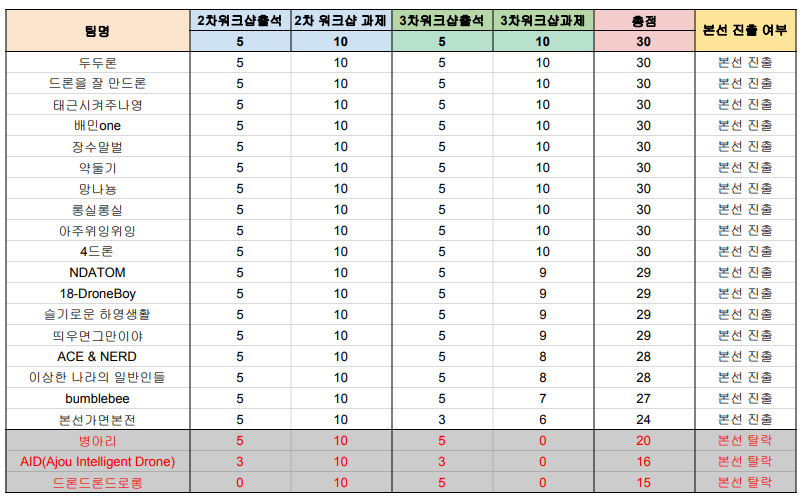 팀명 2차워크샵출석 2차 워크샵 과제 3차워크샵출석 3차워크샵과제 총점 본선 진출 여부
5 10 5 10 30
두두론 5 10 5 10 30 본선 진출
드론을 잘 만드론 5 10 5 10 30 본선 진출
태근시켜주나영 5 10 5 10 30 본선 진출
배민one 5 10 5 10 30 본선 진출
장수말벌 5 10 5 10 30 본선 진출
약둘기 5 10 5 10 30 본선 진출
망나뇽 5 10 5 10 30 본선 진출
롱실롱실 5 10 5 10 30 본선 진출
아주위잉위잉 5 10 5 10 30 본선 진출
4드론 5 10 5 10 30 본선 진출
NDATOM 5 10 5 9 29 본선 진출
18-DroneBoy 5 10 5 9 29 본선 진출
슬기로운 하영생활 5 10 5 9 29 본선 진출
띄우면그만이야 5 10 5 9 29 본선 진출
ACE & NERD 5 10 5 8 28 본선 진출
이상한 나라의 일반인들 5 10 5 8 28 본선 진출
bumblebee 5 10 5 7 27 본선 진출
본선가면본전 5 10 3 6 24 본선 진출
병아리 5 10 5 0 20 본선 탈락
AID(Ajou Intelligent Drone) 3 10 3 0 16 본선 탈락
드론드론드로롱 0 10 5 0 15 본선 탈락